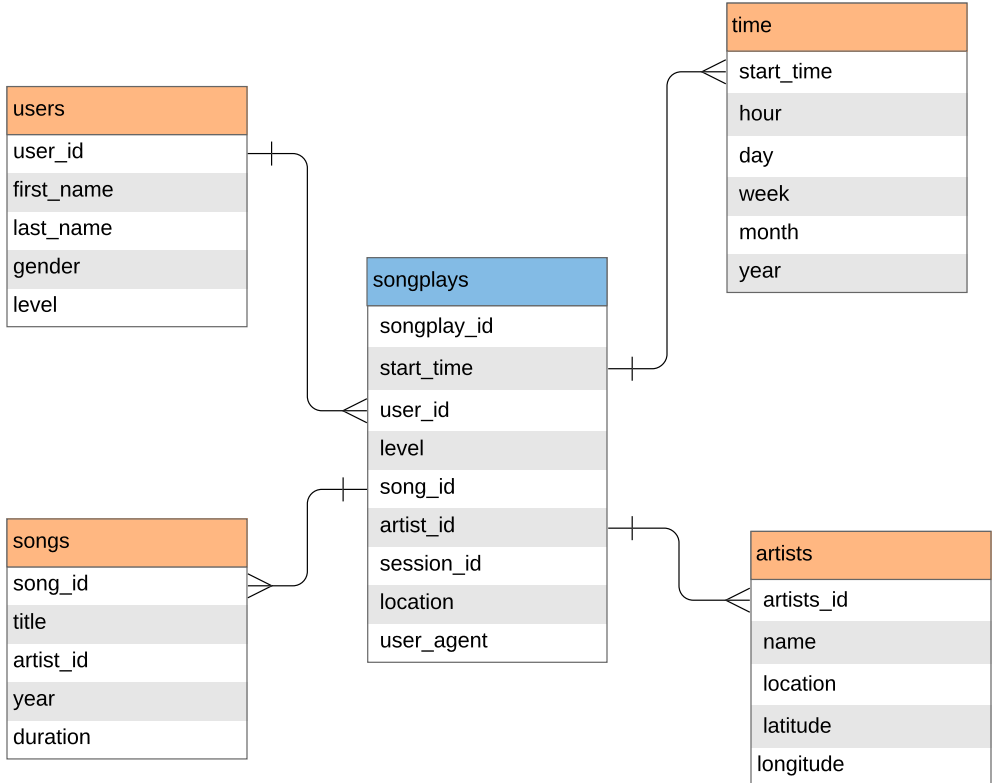 users
user_id
first_name
last_name
gender
level
songs
song_id
title
artist_id
year
duration
songplays
songplay_id
start_time
user_id
level
song_id
artist_id
session_id
location
user_agent
time
start_time
hour
day
week
month
year
artists
artists_id
name
location
latitude
longitude